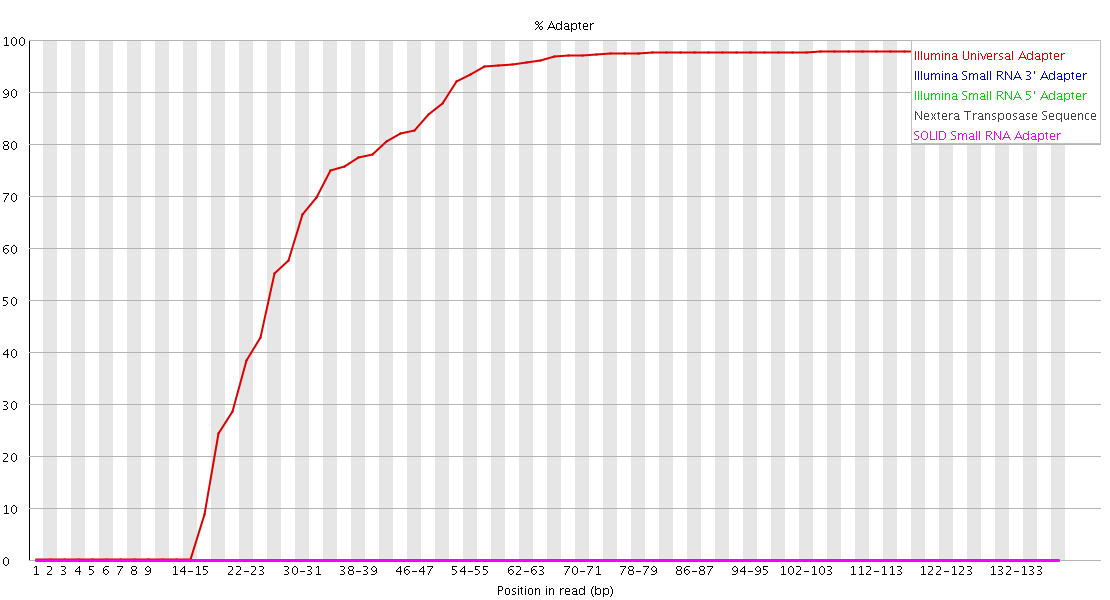 % Adapter
100
90
80
70
60
50
40
30
20
10
0
Illumina Universal Adapter
Illumina Small RNA 3' Adapter
Illumina Small RNA 5' Adapter
Nextera Transposase Sequence
SOLID Small RNA Adapter
1 2 3 4 5 6 7 8 9 14-15 22-23 30-31 38-39 46-47 54-55 62-63 70-71 78-79 86-87 94-95 102-103 112-113 122-123 132-133
Position in read (bp)